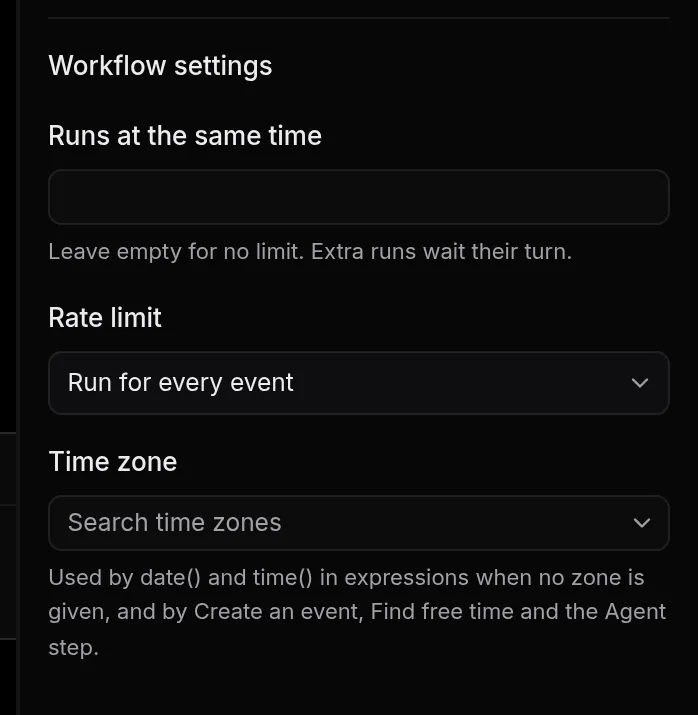 Workflow settings
Runs at the same time
Leave empty for no limit. Extra runs wait their turn.
Rate limit
Run for every event
Time zone
Search time zones
Used by date() and time() in expressions when no zone is
given, and by Create an event, Find free time and the Agent
step.